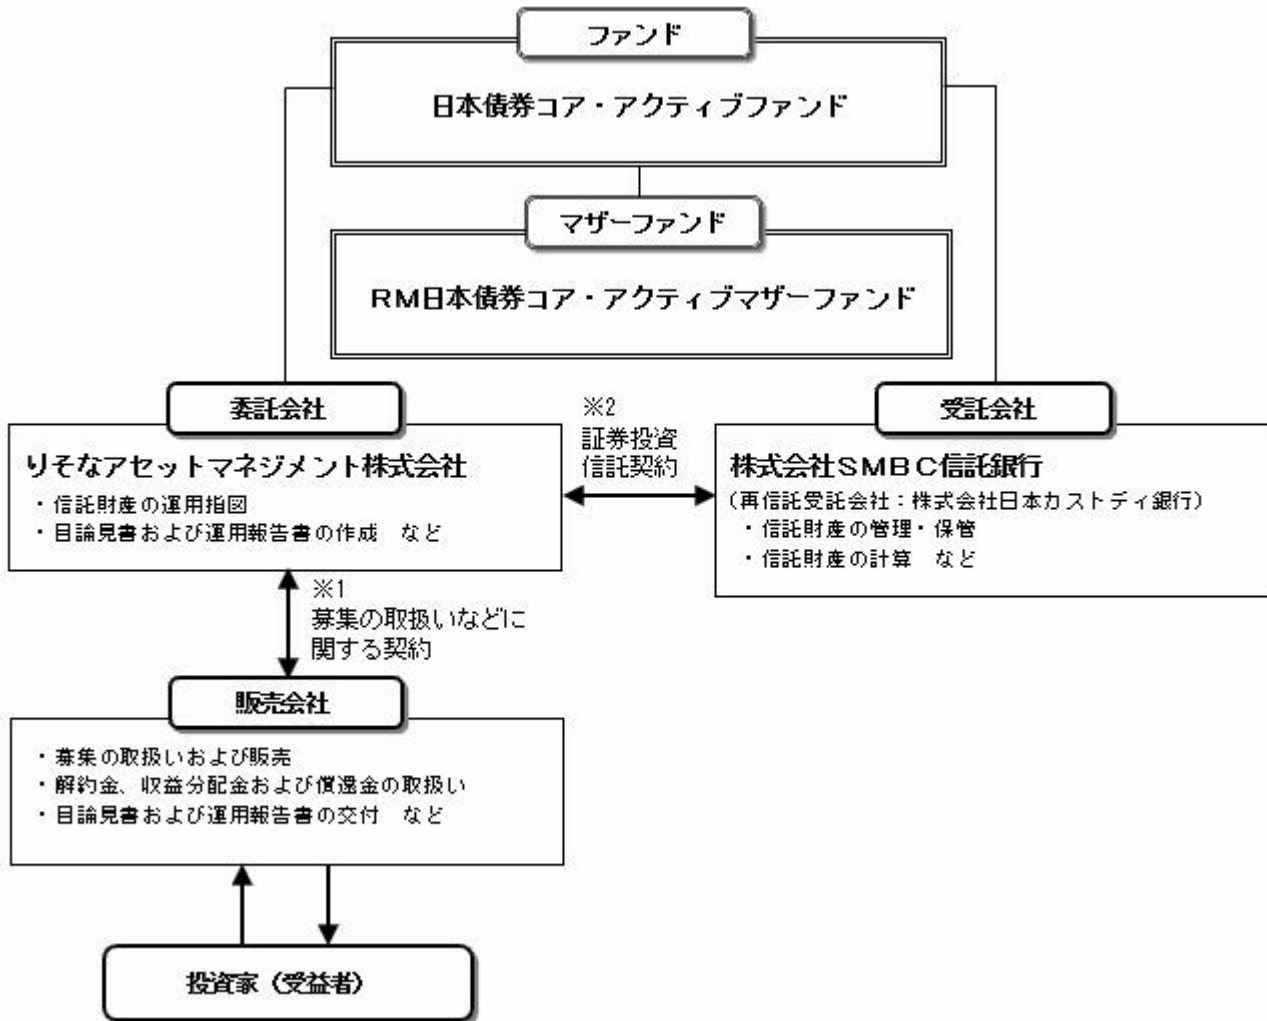 ファンド
日本債券コア・アクティブファンド
マザーファンド
RM日本債券コア・アクティブマザーファンド
委託会社
りそなアセットマネジメント株式会社
・信託財産の運用指図
・目論見書および運用報告書の作成 など
※2
証券投資
信託契約
受託会社
株式会社SMBC信託銀行
(再信託受託会社:株式会社日本カストディ銀行)
・信託財産の管理・保管
・信託財産の計算 など
※1
募集の取扱いなどに
関する契約
販売会社
・募集の取扱いおよび販売
・解約金、収益分配金および償還金の取扱い
・目論見書および運用報告書の交付 など
投資家(受益者)